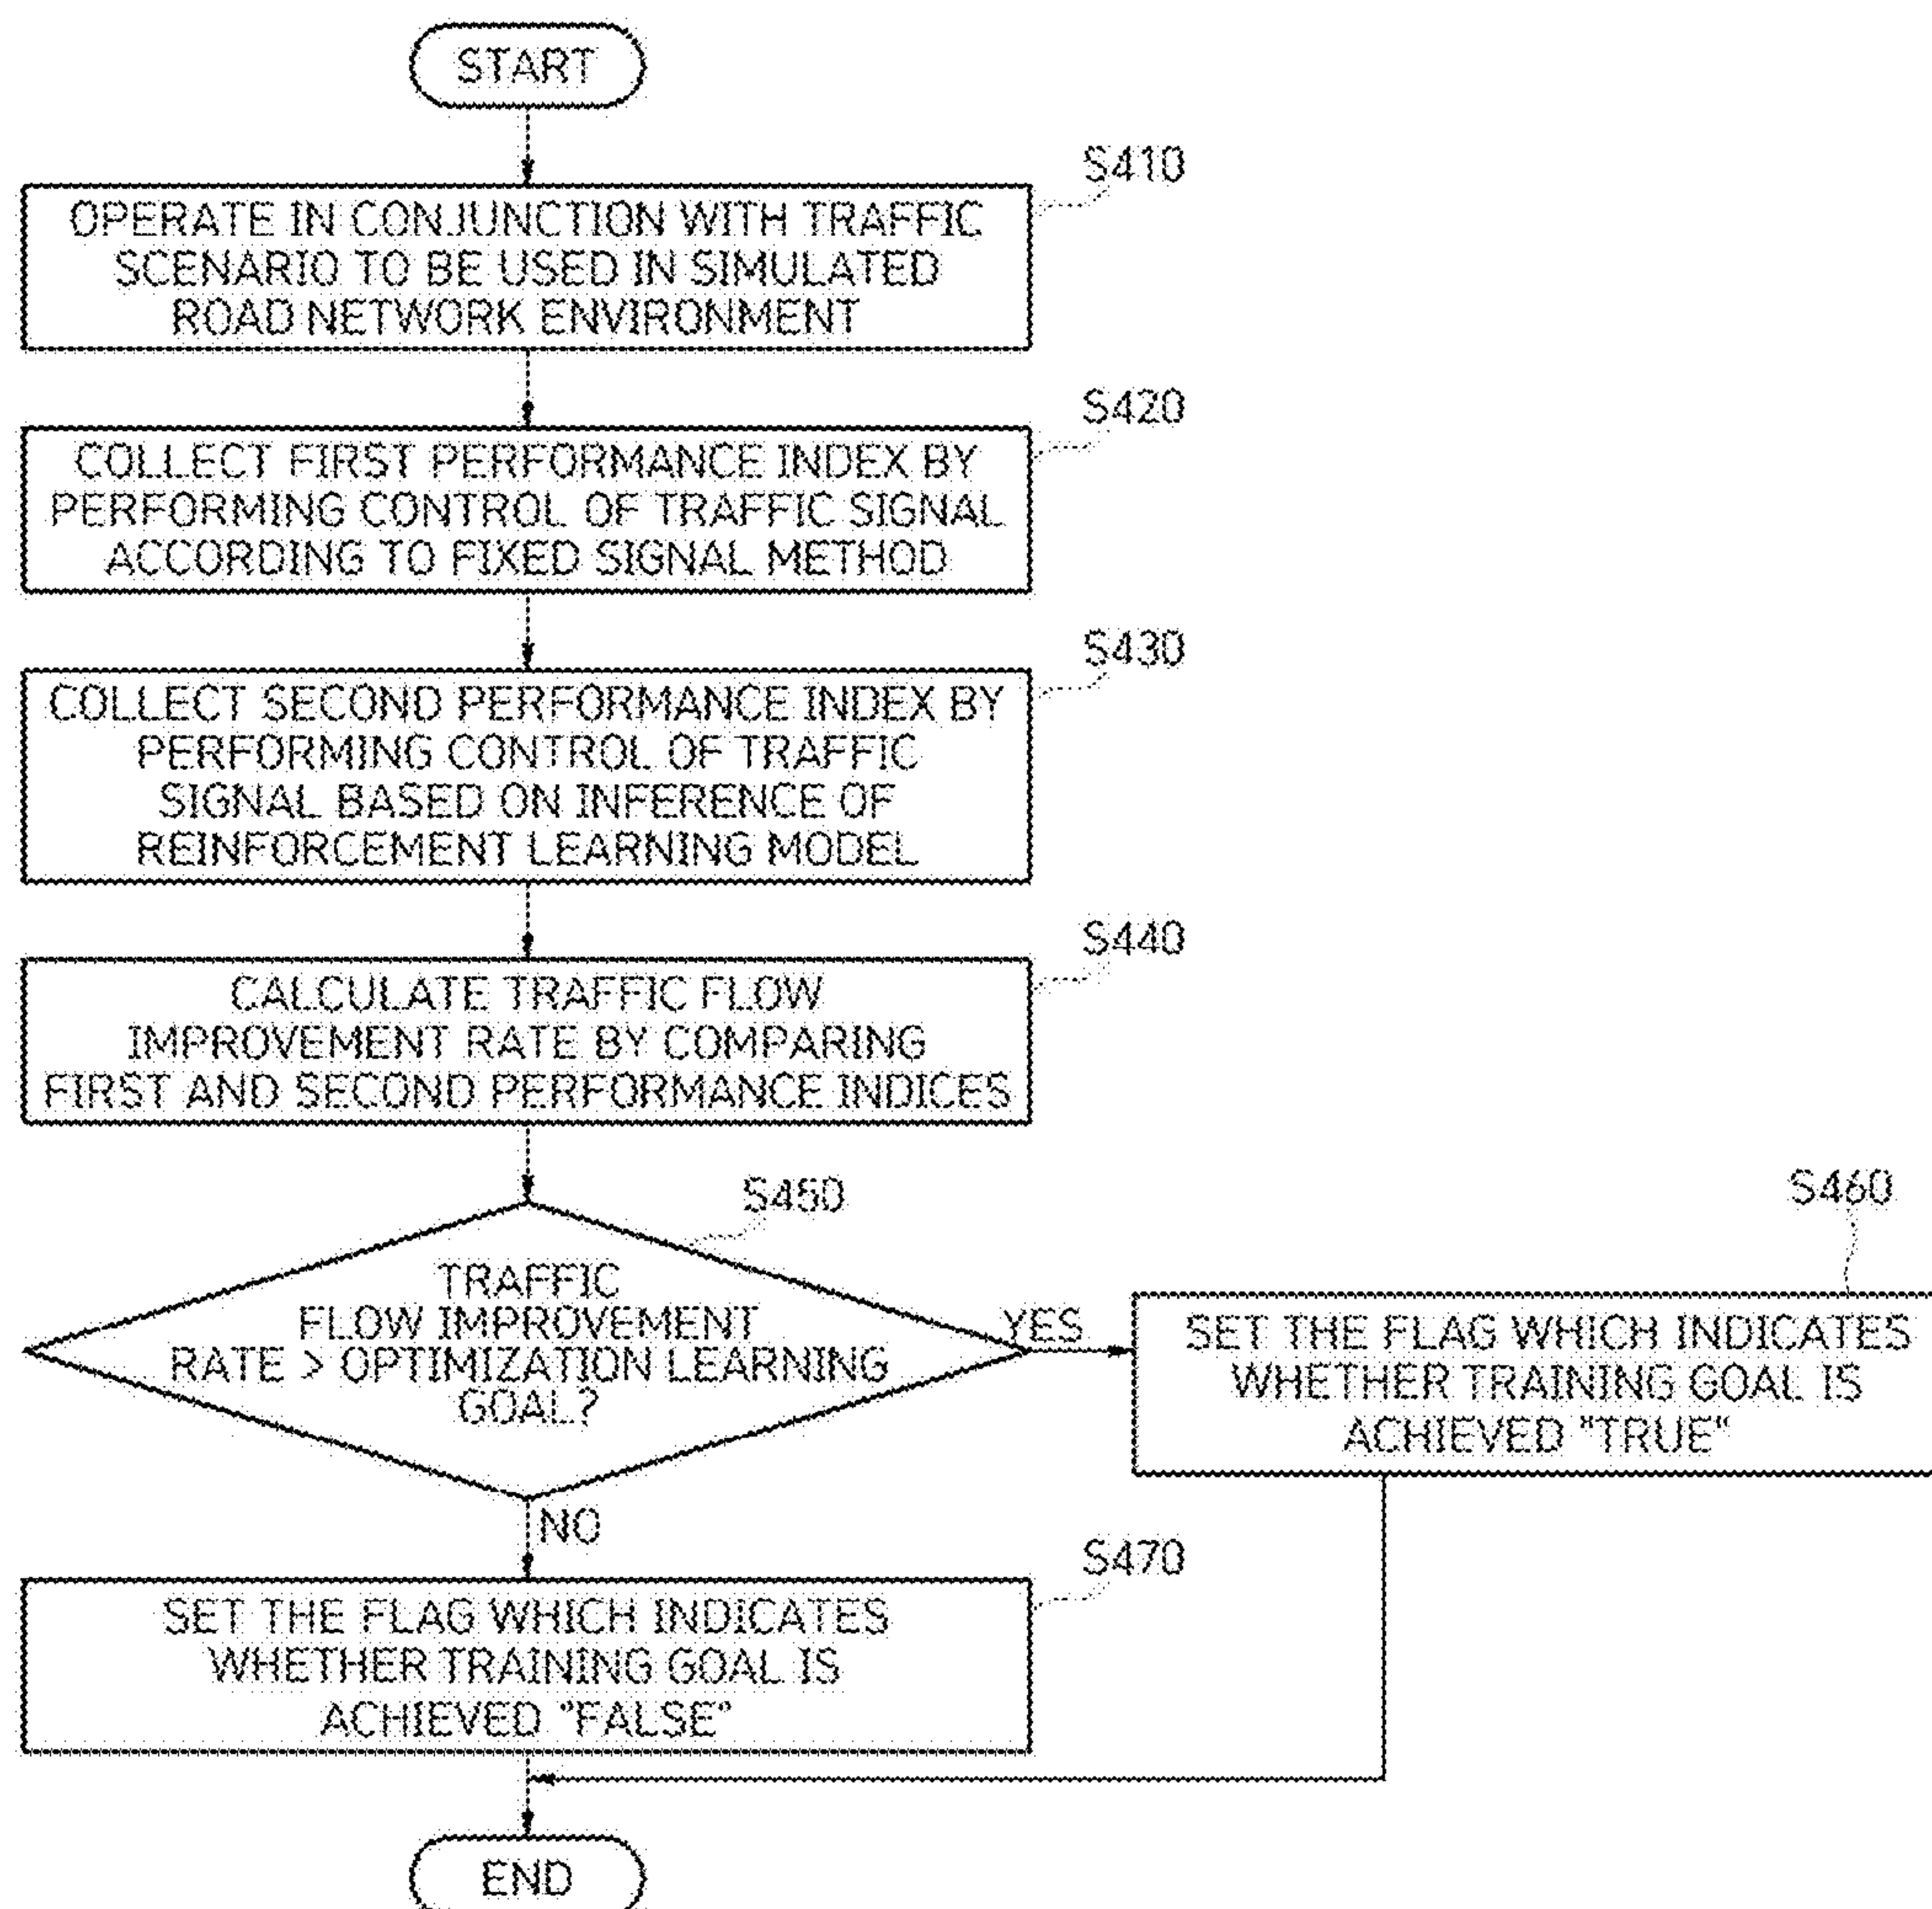 START
S410
OPERATE IN CONJUNCTION WITH TRAFFIC
SCENARIO TO BE USED IN SIMULATED
ROAD NETWORK ENVIRONMENT
S420
COLLECT FIRST PERFORMANCE INDEX BY
PERFORMING CONTROL OF TRAFFIC SIGNAL
ACCORDING TO FIXED SIGNAL METHOD
S430
COLLECT SECOND PERFORMANCE INDEX BY
PERFORMING CONTROL OF TRAFFIC
SIGNAL BASED ON INFERENCE OF
REINFORCEMENT LEARNING MODEL
S440
CALCULATE TRAFFIC FLOW
IMPROVEMENT RATE BY COMPARING
FIRST AND SECOND PERFORMANCE INDICES
S450
TRAFFIC
FLOW IMPROVEMENT
RATE > OPTIMIZATION LEARNING
GOAL?
YES
S460
SET THE FLAG WHICH INDICATES
WHETHER TRAINING GOAL IS
ACHIEVED "TRUE"
NO
S470
SET THE FLAG WHICH INDICATES
WHETHER TRAINING GOAL IS
ACHIEVED "FALSE"
END